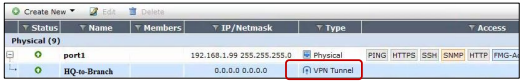 Create New Edit Delete
Status Name Members IP/Netmask Type Access
Physical (9)
port1 192.168.1.99 255.255.255.0 Physical PING HTTPS SSH SNMP HTTP
HQ-to-Branch 0.0.0.0 0.0.0.0 VPN Tunnel